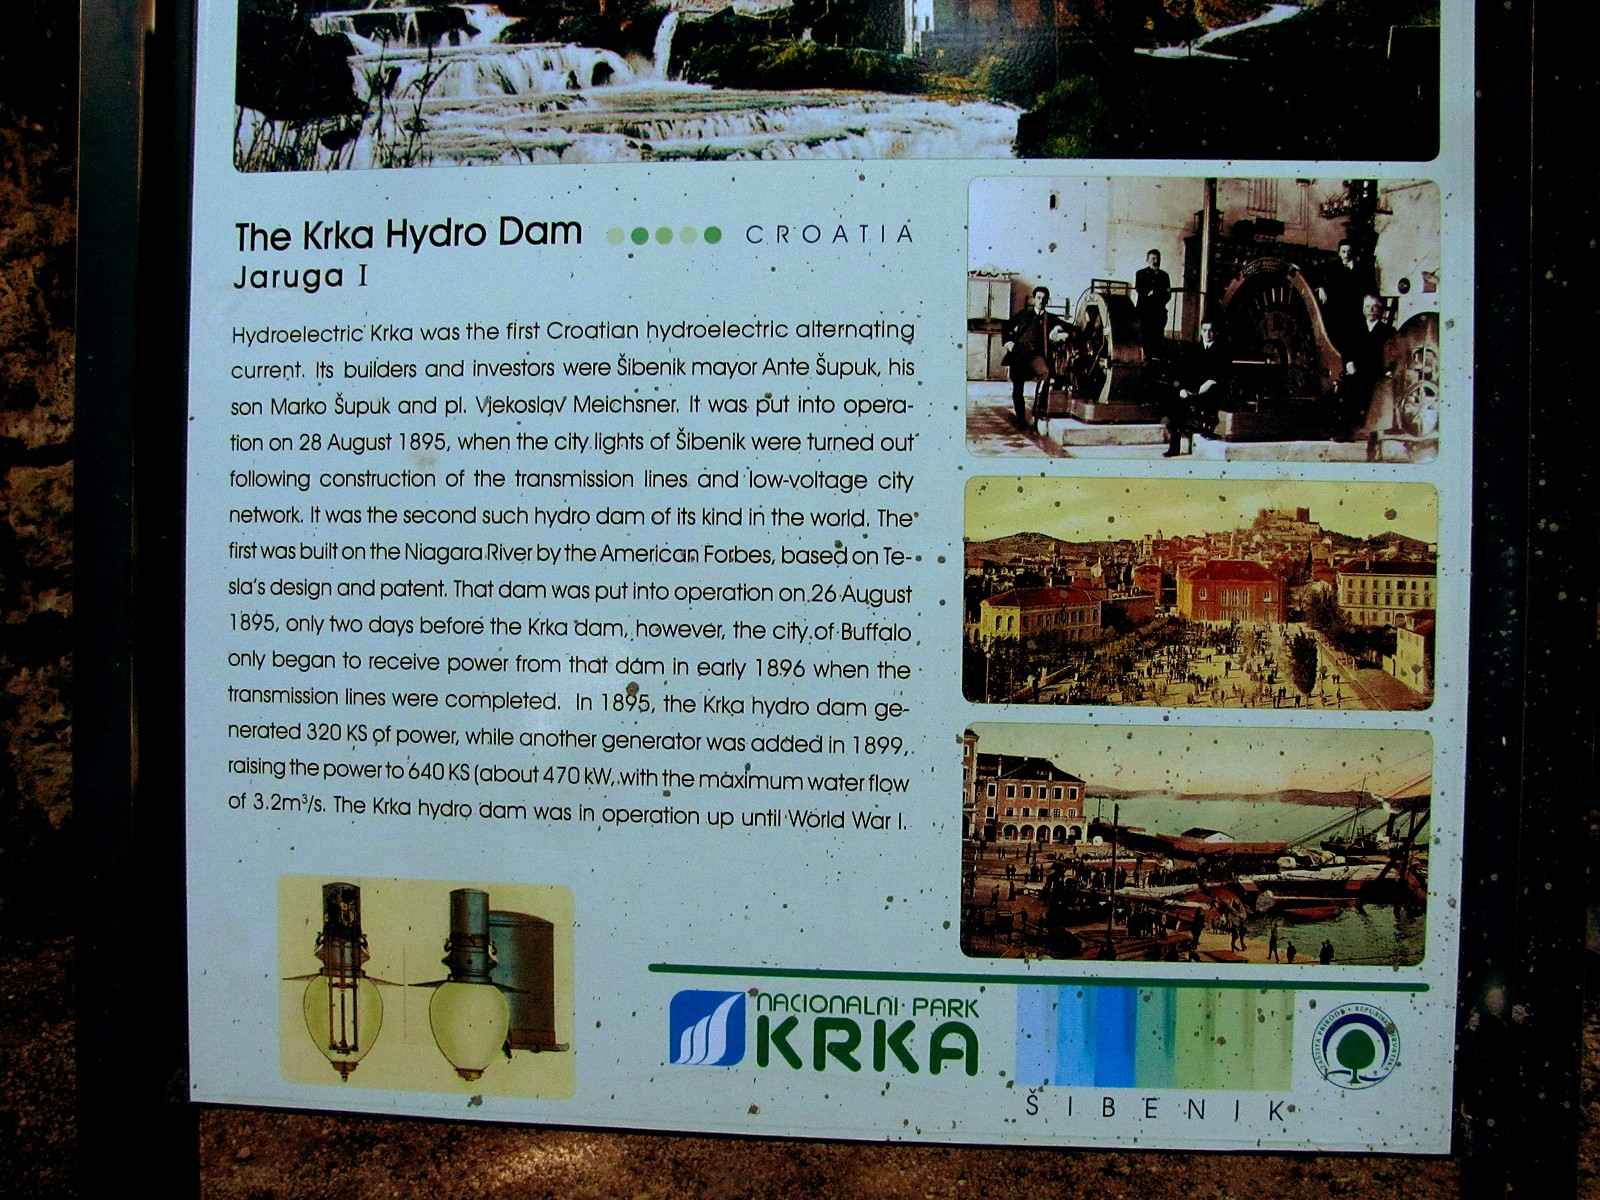 The Krka Hydro Dam CROATIA
Jaruga I
Hydroelectric Krka was the first Croatian hydroelectric alternating
current. Its builders and investors were Šibenik mayor Ante Šupuk, his
son Marko Šupuk and pl. Vjekoslav Meichsner. It was put into opera-
tion on 28 August 1895, when the city lights of Šibenik were turned out
following construction of the transmission lines and low-voltage city
network. It was the second such hydro dam of its kind in the world. The
first was built on the Niagara River by the American Forbes, based on Te-
sla's design and patent. That dam was put into operation on 26 August
1895, only two days before the Krka dam, however, the city of Buffalo
only began to receive power from that dam in early 1896 when the
transmission lines were completed. In 1895, the Krka hydro dam ge-
nerated 320 KS of power, while another generator was added in 1899,
raising the power to 640 KS (about 470 kW, with the maximum water flow
of 3.2m³/s. The Krka hydro dam was in operation up until World War I.
NACIONALNI PARK
KRKA
ŠIBENIK